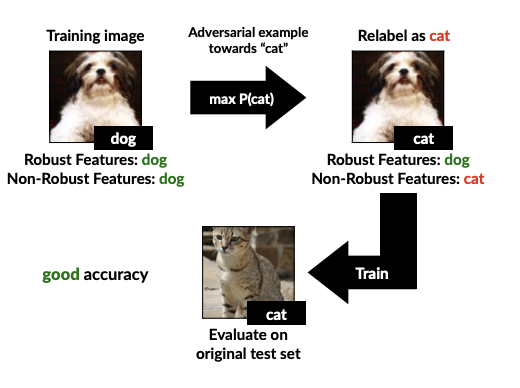 Training image
Adversarial example
towards “cat”
Relabel as cat
max P(cat)
dog
cat
Robust Features: dog
Non-Robust Features: dog
Robust Features: dog
Non-Robust Features: cat
good accuracy
Train
cat
Evaluate on
original test set